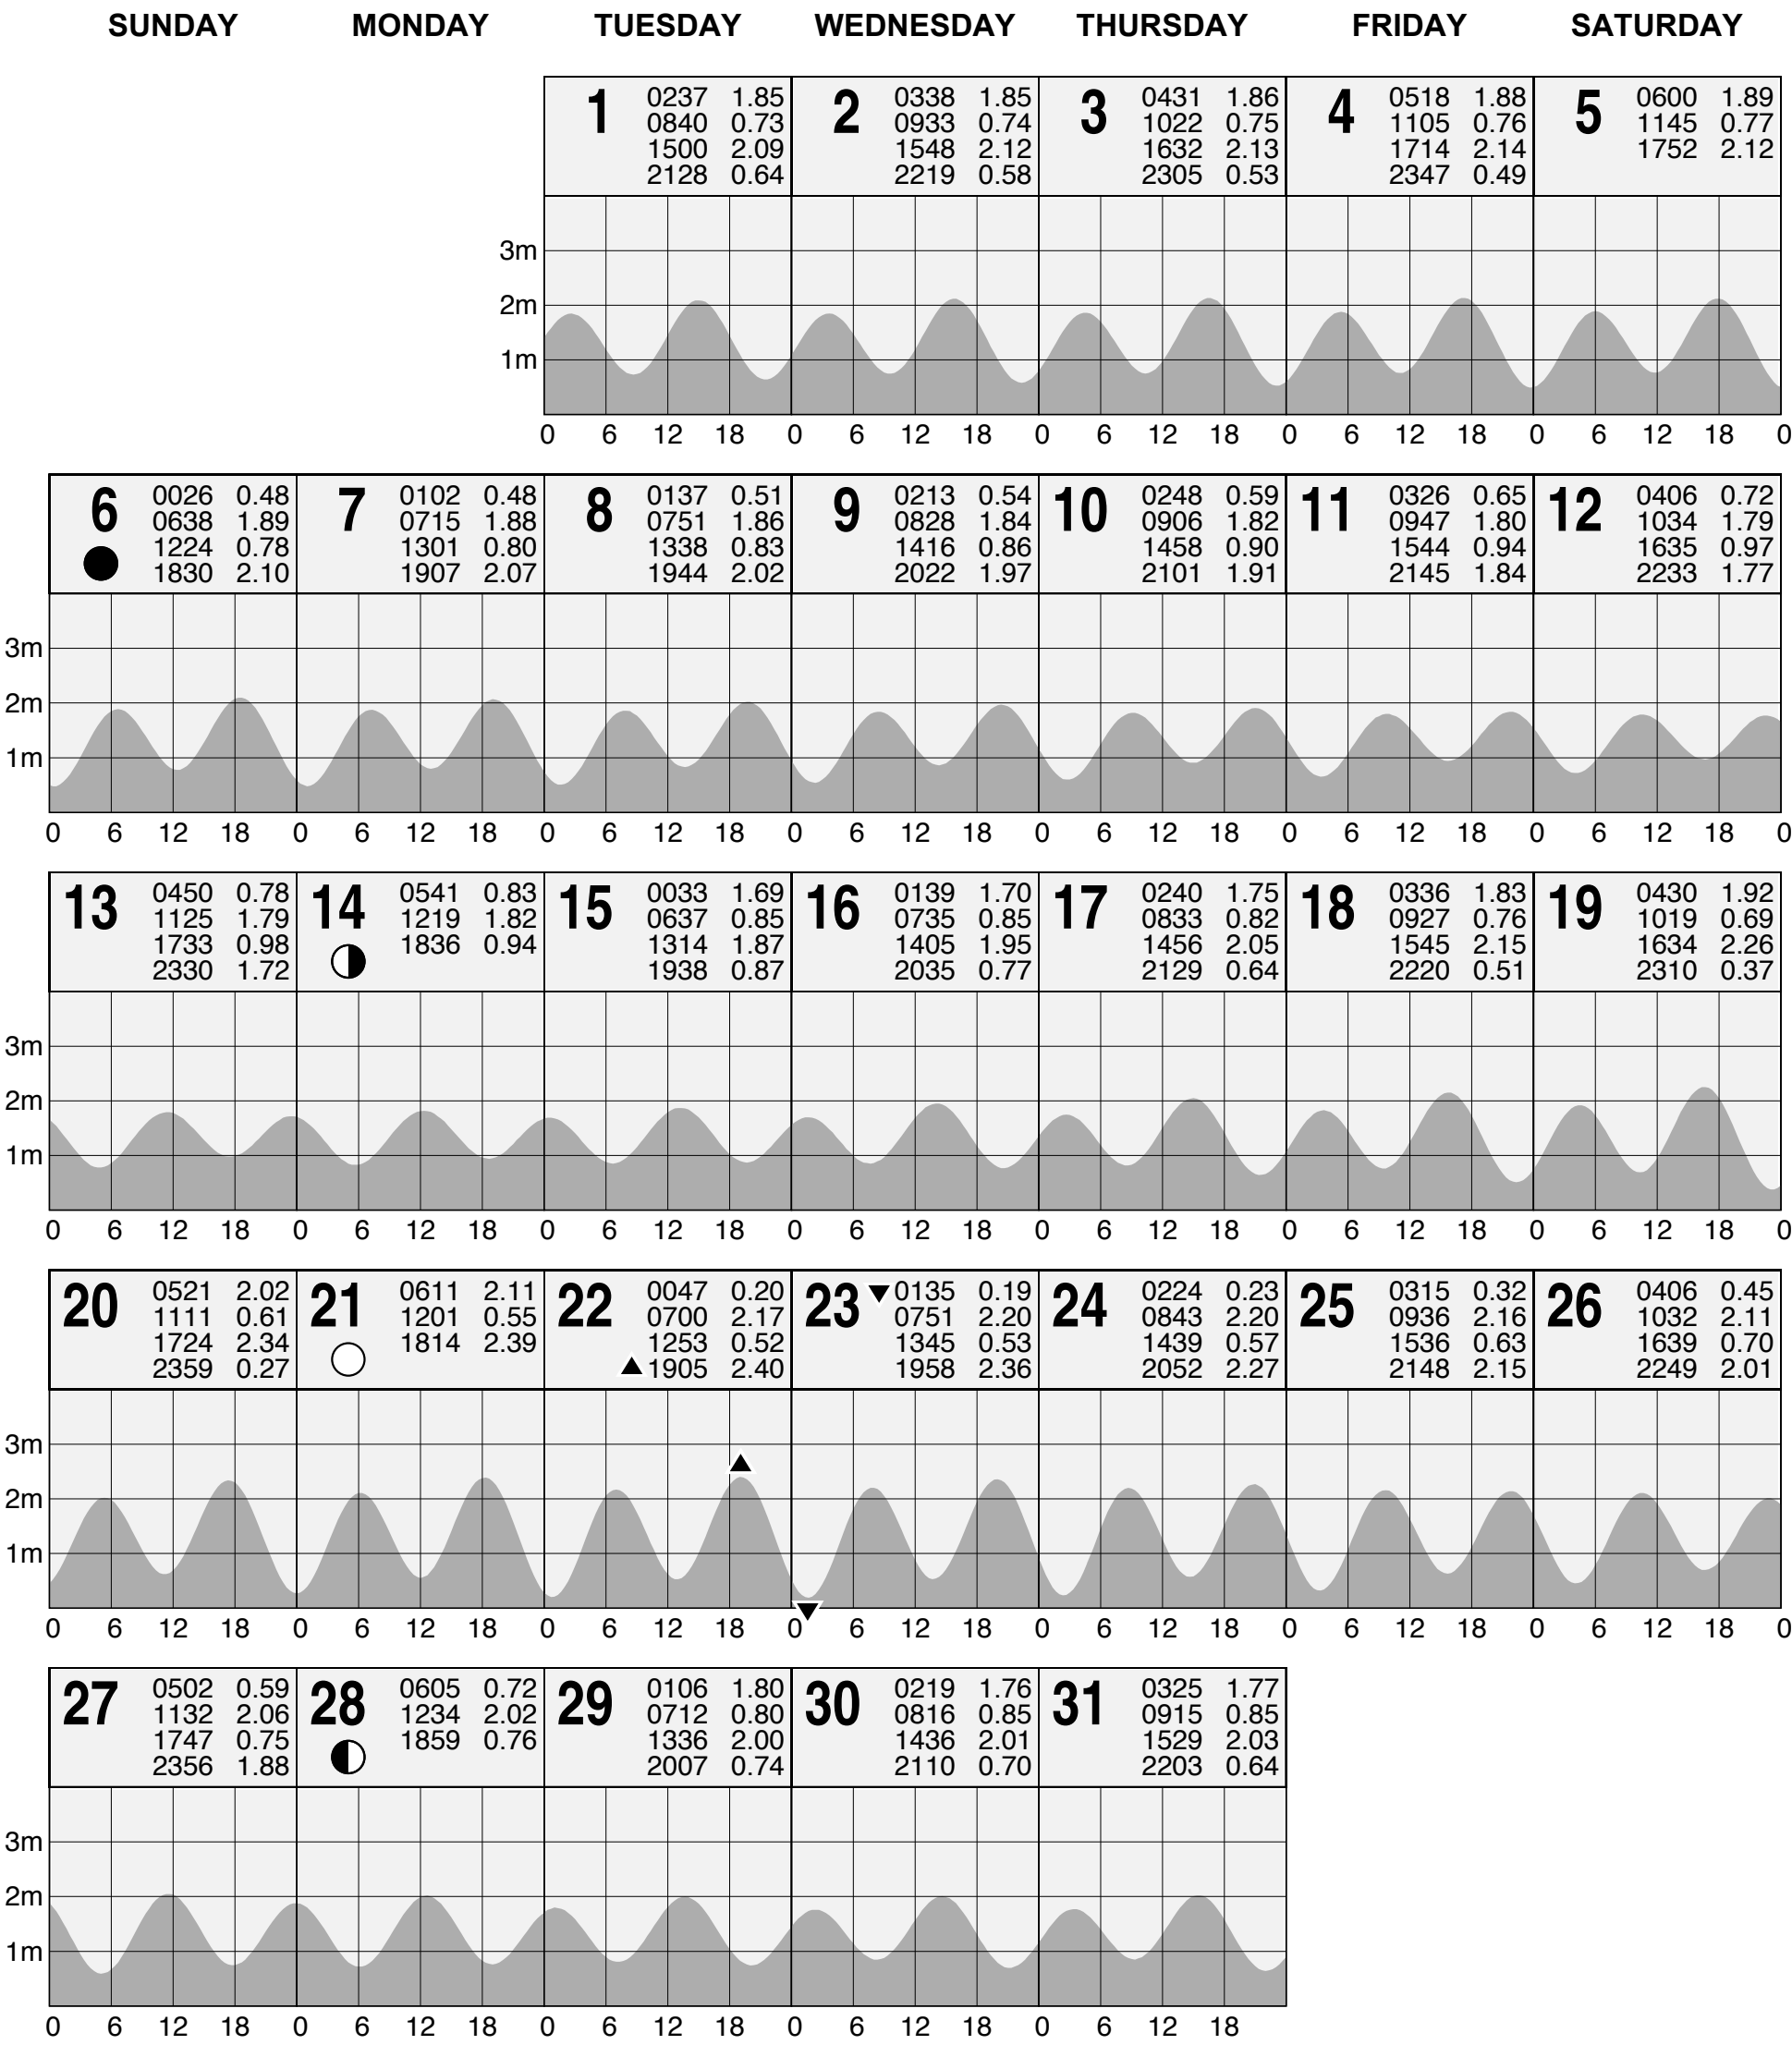 SUNDAY MONDAY TUESDAY WEDNESDAY THURSDAY FRIDAY SATURDAY
1 0237 1.85 2 0338 1.85 3 0431 1.86 4 0518 1.88 5 0600 1.89
0840 0.73 0933 0.74 1022 0.75 1105 0.76 1145 0.77
1500 2.09 1548 2.12 1632 2.13 1714 2.14 1752 2.12
2128 0.64 2219 0.58 2305 0.53 2347 0.49
3m
2m
1m
0 6 12 18 0 6 12 18 0 6 12 18 0 6 12 18 0 6 12 18 0
6 0026 0.48 7 0102 0.48 8 0137 0.51 9 0213 0.54 10 0248 0.59 11 0326 0.65 12 0406 0.72
0638 1.89 0715 1.88 0751 1.86 0828 1.84 0906 1.82 0947 1.80 1034 1.79
1224 0.78 1301 0.80 1338 0.83 1416 0.86 1458 0.90 1544 0.94 1635 0.97
1830 2.10 1907 2.07 1944 2.02 2022 1.97 2101 1.91 2145 1.84 2233 1.77
3m
2m
1m
0 6 12 18 0 6 12 18 0 6 12 18 0 6 12 18 0 6 12 18 0 6 12 18 0 6 12 18 0
13 0450 0.78 14 0541 0.83 15 0033 1.69 16 0139 1.70 17 0240 1.75 18 0336 1.83 19 0430 1.92
1125 1.79 1219 1.82 0637 0.85 0735 0.85 0833 0.82 0927 0.76 1019 0.69
1733 0.98 1836 0.94 1314 1.87 1405 1.95 1456 2.05 1545 2.15 1634 2.26
2330 1.72 1938 0.87 2035 0.77 2129 0.64 2220 0.51 2310 0.37
3m
2m
1m
0 6 12 18 0 6 12 18 0 6 12 18 0 6 12 18 0 6 12 18 0 6 12 18 0 6 12 18 0
20 0521 2.02 21 0611 2.11 22 0047 0.20 23 0135 0.19 24 0224 0.23 25 0315 0.32 26 0406 0.45
1111 0.61 1201 0.55 0700 2.17 0751 2.20 0843 2.20 0936 2.16 1032 2.11
1724 2.34 1814 2.39 1253 0.52 1345 0.53 1439 0.57 1536 0.63 1639 0.70
2359 0.27 1905 2.40 1958 2.36 2052 2.27 2148 2.15 2249 2.01
3m
2m
1m
0 6 12 18 0 6 12 18 0 6 12 18 0 6 12 18 0 6 12 18 0 6 12 18 0 6 12 18 0
27 0502 0.59 28 0605 0.72 29 0106 1.80 30 0219 1.76 31 0325 1.77
1132 2.06 1234 2.02 0712 0.80 0816 0.85 0915 0.85
1747 0.75 1859 0.76 1336 2.00 1436 2.01 1529 2.03
2356 1.88 2007 0.74 2110 0.70 2203 0.64
3m
2m
1m
0 6 12 18 0 6 12 18 0 6 12 18 0 6 12 18 0 6 12 18